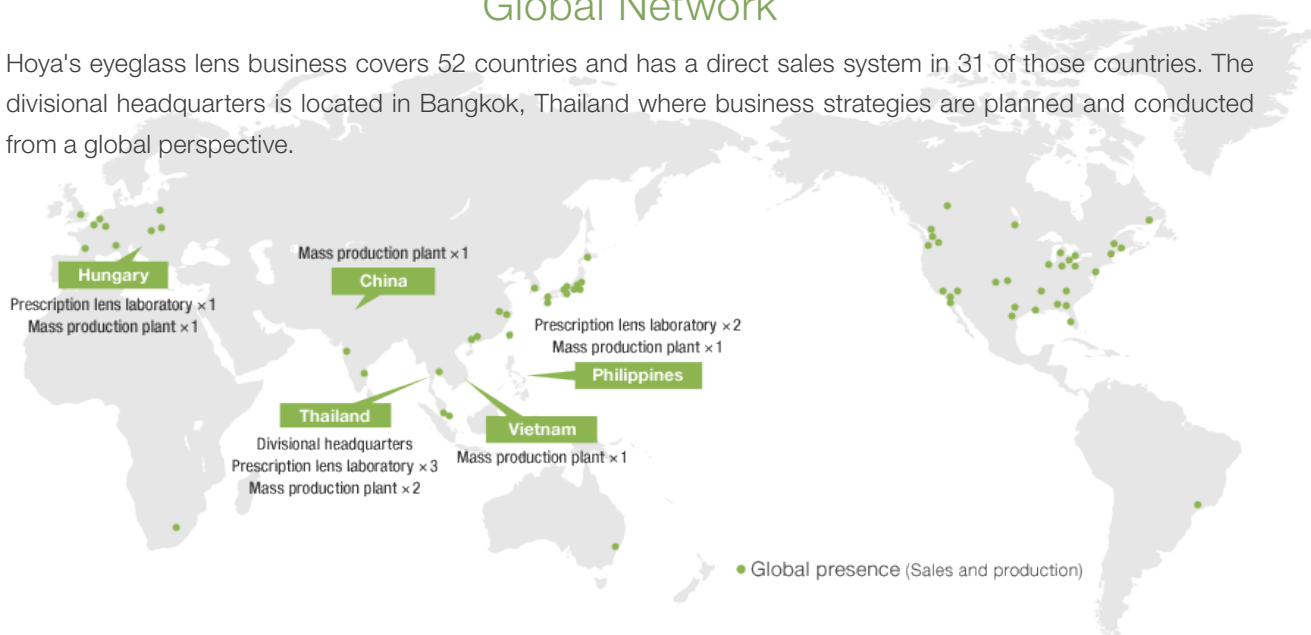 Global Network
Hoya's eyeglass lens business covers 52 countries and has a direct sales system in 31 of those countries. The
divisional headquarters is located in Bangkok, Thailand where business strategies are planned and conducted
from a global perspective.
Hungary
Prescription lens laboratory ×1
Mass production plant ×1
Mass production plant ×1
China
Prescription lens laboratory ×2
Mass production plant ×1
Philippines
Thailand
Divisional headquarters
Prescription lens laboratory ×3
Mass production plant ×2
Vietnam
Mass production plant ×1
Global presence (Sales and production)